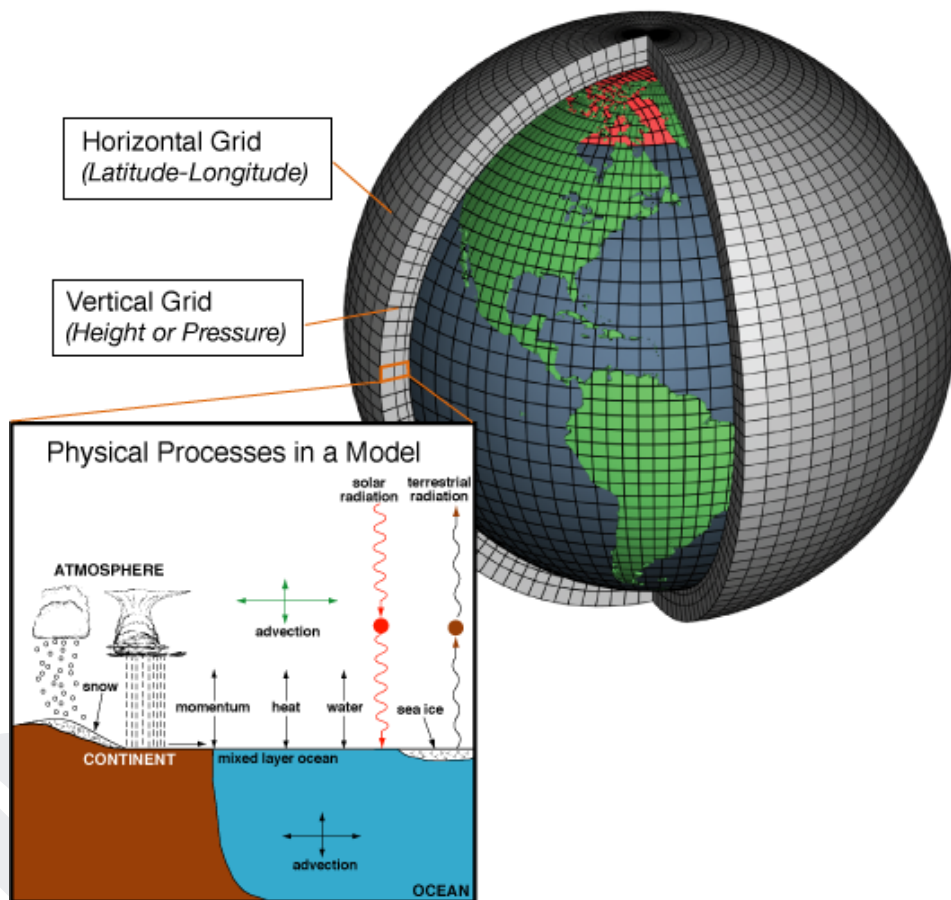 Horizontal Grid
(Latitude-Longitude)
Vertical Grid
(Height or Pressure)
Physical Processes in a Model
solar
radiation
terrestrial
radiation
ATMOSPHERE
advection
snow
momentum
heat
water
sea ice
CONTINENT
mixed layer ocean
advection
OCEAN